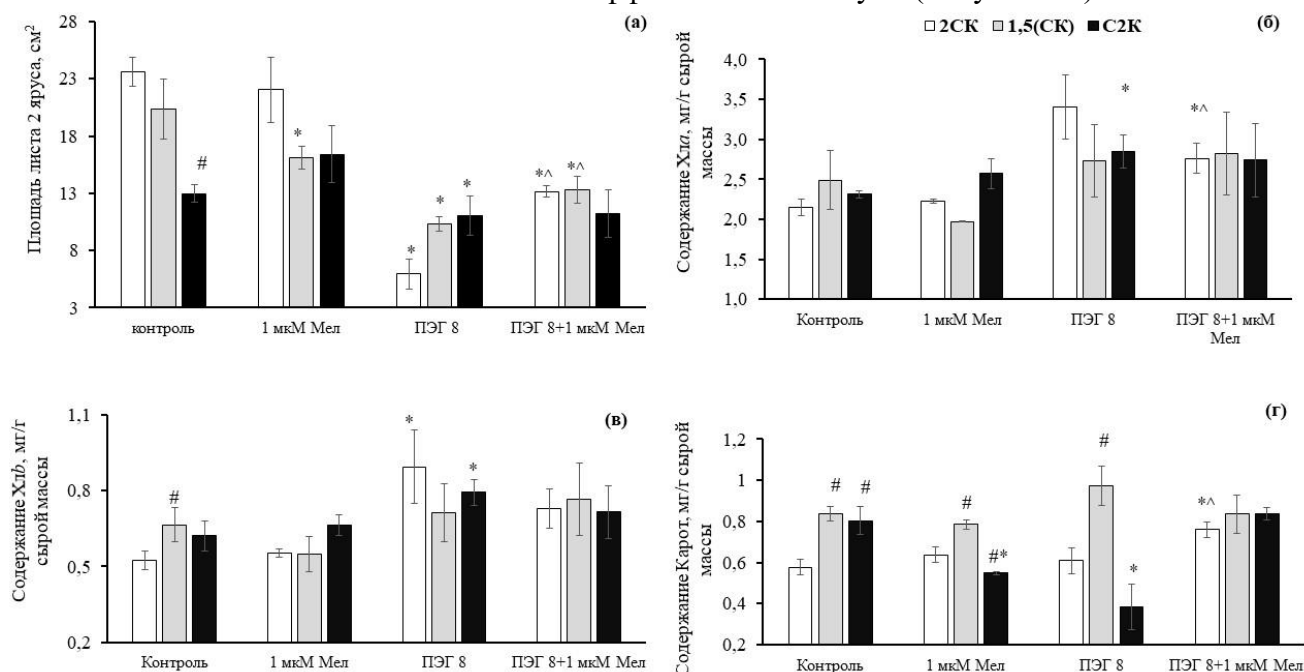 (а)
Площадь листа 2 яруса, см²
28
23
18
13
8
3
#
*
*
*
*
*^
*^
контроль
1 мкМ Мел
ПЭГ 8
ПЭГ 8+1 мкМ Мел
2СК
1,5(СК)
С2К
(б)
Содержание Хла, мг/г сырой
массы
4,5
4,0
3,5
3,0
2,5
2,0
1,5
1,0
*
*^
Контроль
1 мкМ Мел
ПЭГ 8
ПЭГ 8+1 мкМ
Мел
(в)
Содержание Хлb, мг/г
сырой массы
1,1
0,8
0,5
0,2
#
*
*
Контроль
1 мкМ Мел
ПЭГ 8
ПЭГ 8+1 мкМ Мел
(г)
Содержание Карот, мг/г сырой
массы
1,2
1
0,8
0,6
0,4
0,2
#
#
#
#*
#
*
*^
Контроль
1 мкМ Мел
ПЭГ 8
ПЭГ 8+1 мкМ Мел